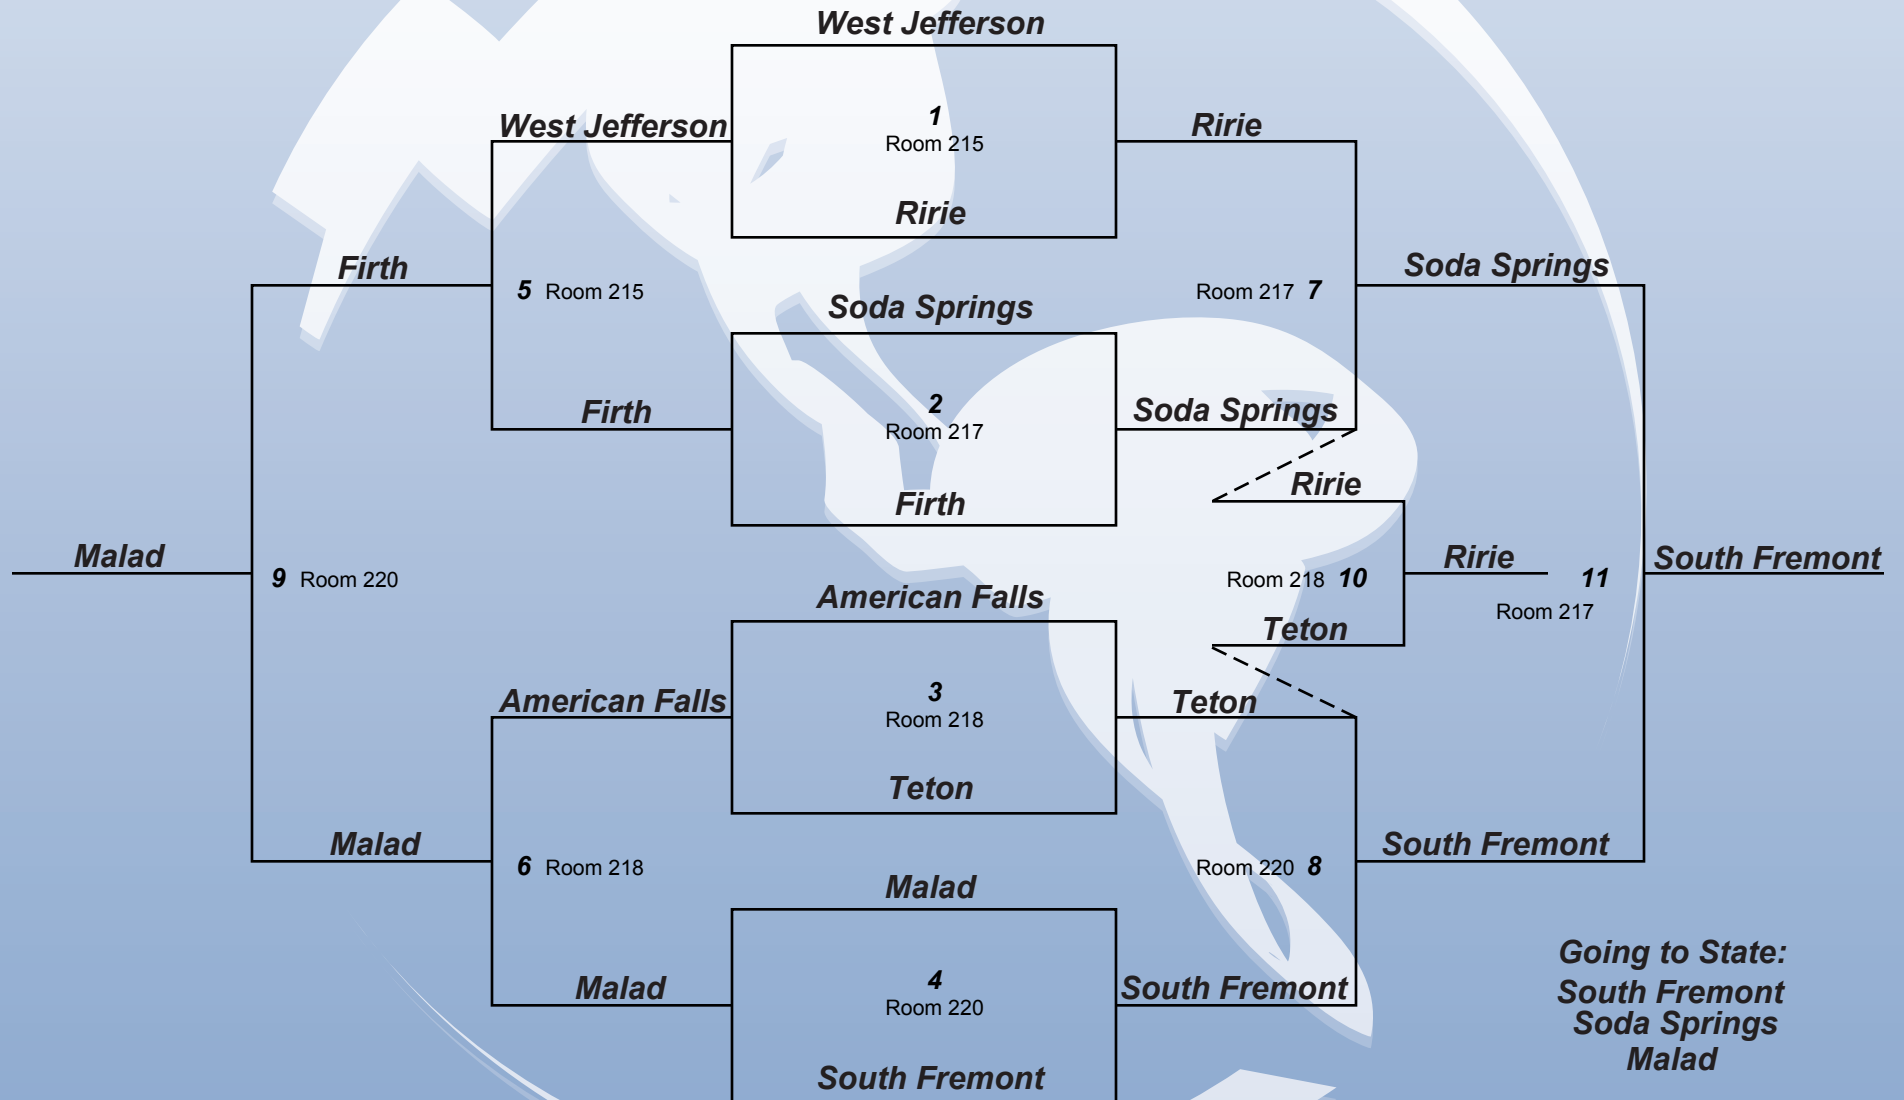 West Jefferson
1
Room 215
West Jefferson
Ririe
Ririe
Firth
5 Room 215
Soda Springs
Room 217 7
Soda Springs
2
Room 217
Firth
Soda Springs
Firth
Ririe
Malad
9 Room 220
Room 218 10
Ririe
11
Room 217
South Fremont
American Falls
Teton
3
Room 218
American Falls
Teton
Teton
Malad
6 Room 218
Malad
Room 220 8
South Fremont
4
Room 220
Malad
South Fremont
South Fremont
Going to State:
South Fremont
Soda Springs
Malad